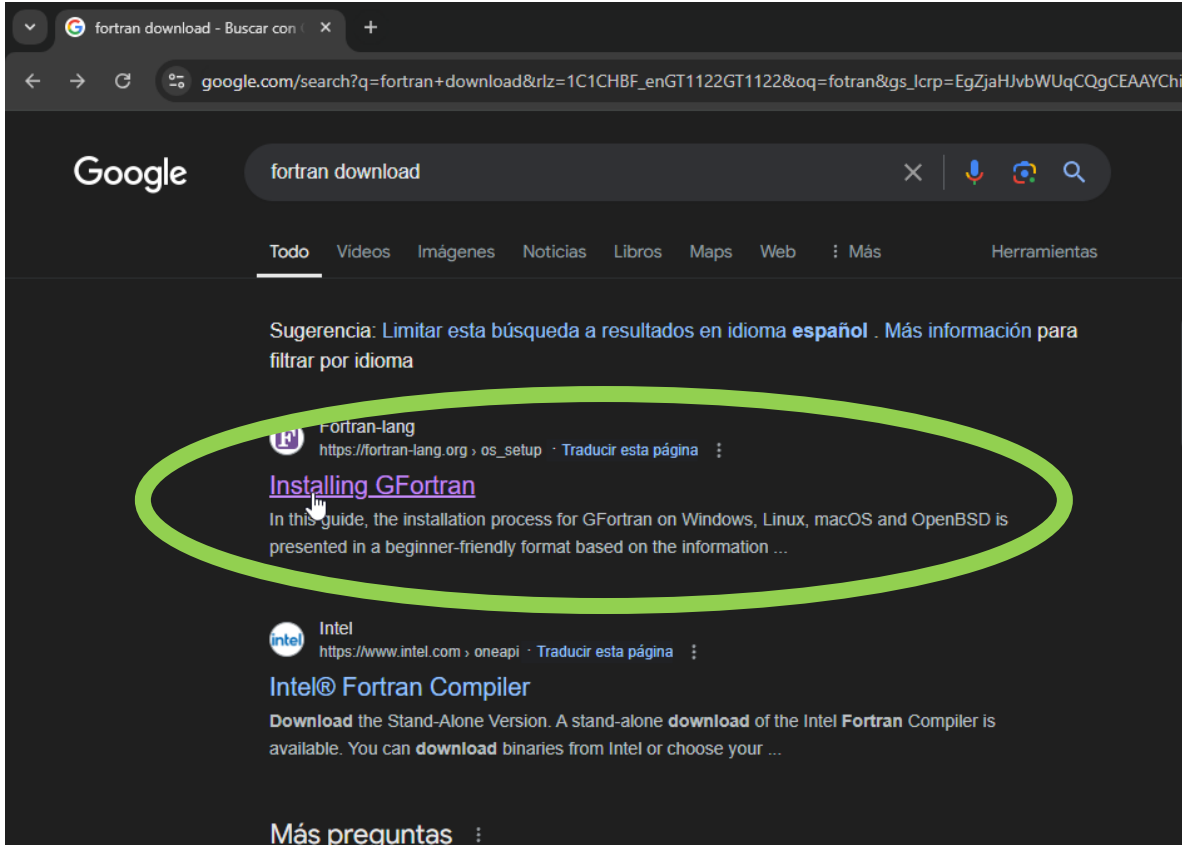 fortran download - Buscar con
google.com/search?q=fortran+download&rlz=1C1CHBF_enGT1122GT1122&oq=fotran&gs_lcrp=EgZjaHJvbWUqCQgCEAAYChi
Google
fortran download
Todo Vídeos Imágenes Noticias Libros Maps Web Más Herramientas
Sugerencia: Limitar esta búsqueda a resultados en idioma español . Más información para
filtrar por idioma
Fortran-lang
https://fortran-lang.org › os_setup · Traducir esta página
Installing GFortran
In this guide, the installation process for GFortran on Windows, Linux, macOS and OpenBSD is
presented in a beginner-friendly format based on the information ...
intel
Intel
https://www.intel.com › oneapi · Traducir esta página
Intel® Fortran Compiler
Download the Stand-Alone Version. A stand-alone download of the Intel Fortran Compiler is
available. You can download binaries from Intel or choose your ...
Más preguntas